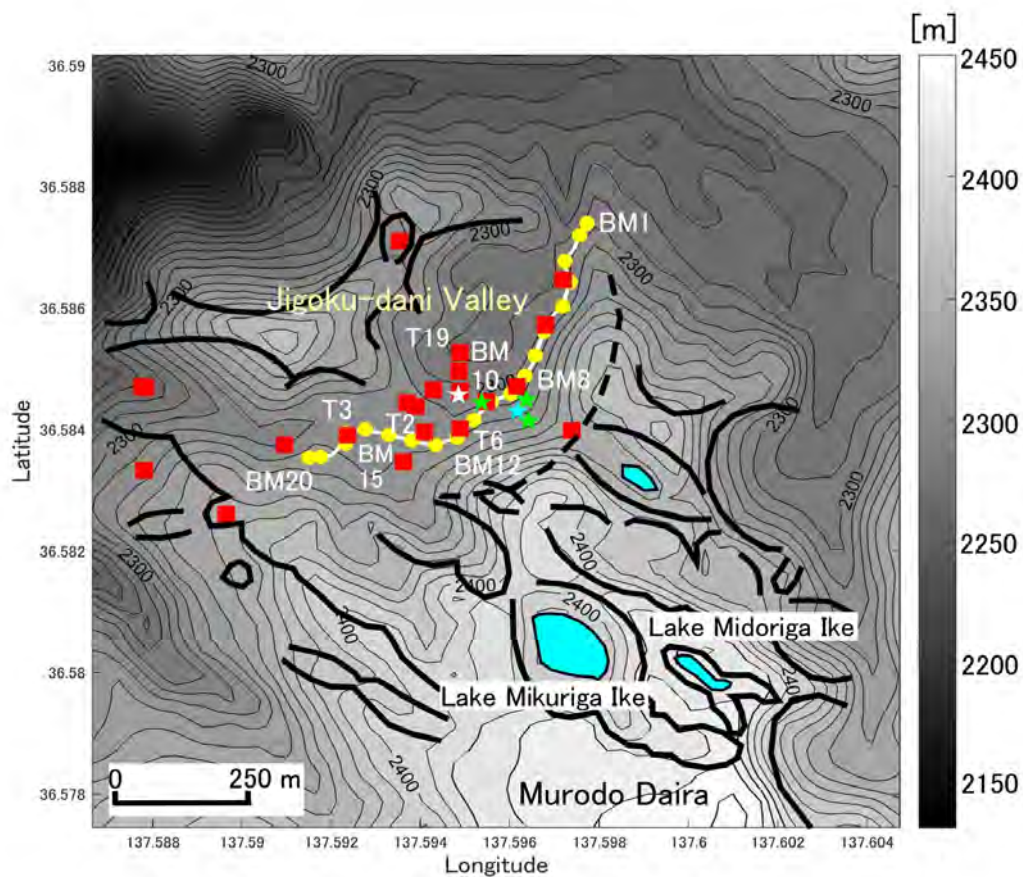 [m]
36.59
36.588
36.586
36.584
36.582
36.58
36.578
Latitude
2300
2300
2300
2300
BM1
2300
2300
Jigoku-dani Valley
T19
BM
10
BM8
T3
T2
T6
BM
15
BM12
BM20
2300
2300
2300
2400
2400
2400
2400
2400
Lake Midoriga Ike
Lake Mikuriga Ike
240
2400
Murodo Daira
0 250 m
137.588 137.59 137.592 137.594 137.596 137.598 137.6 137.602 137.604
Longitude
2450
2400
2350
2300
2250
2200
2150